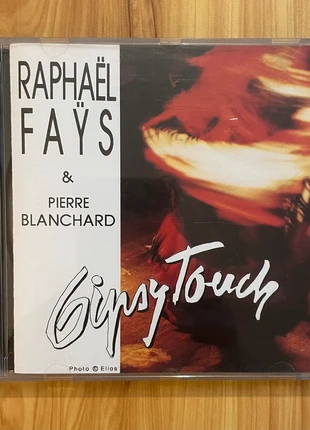 RAPHAËL
FAŸS
&
PIERRE
BLANCHARD
Gipsy Touch
Photo © Elios